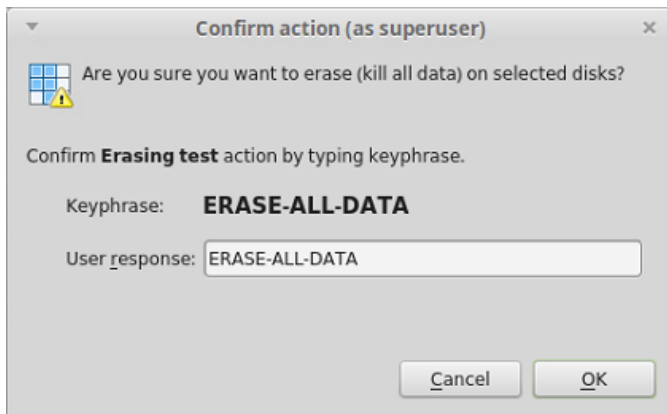 Confirm action (as superuser)
Are you sure you want to erase (kill all data) on selected disks?
Confirm Erasing test action by typing keyphrase.
Keyphrase: ERASE-ALL-DATA
User response: ERASE-ALL-DATA
Cancel OK